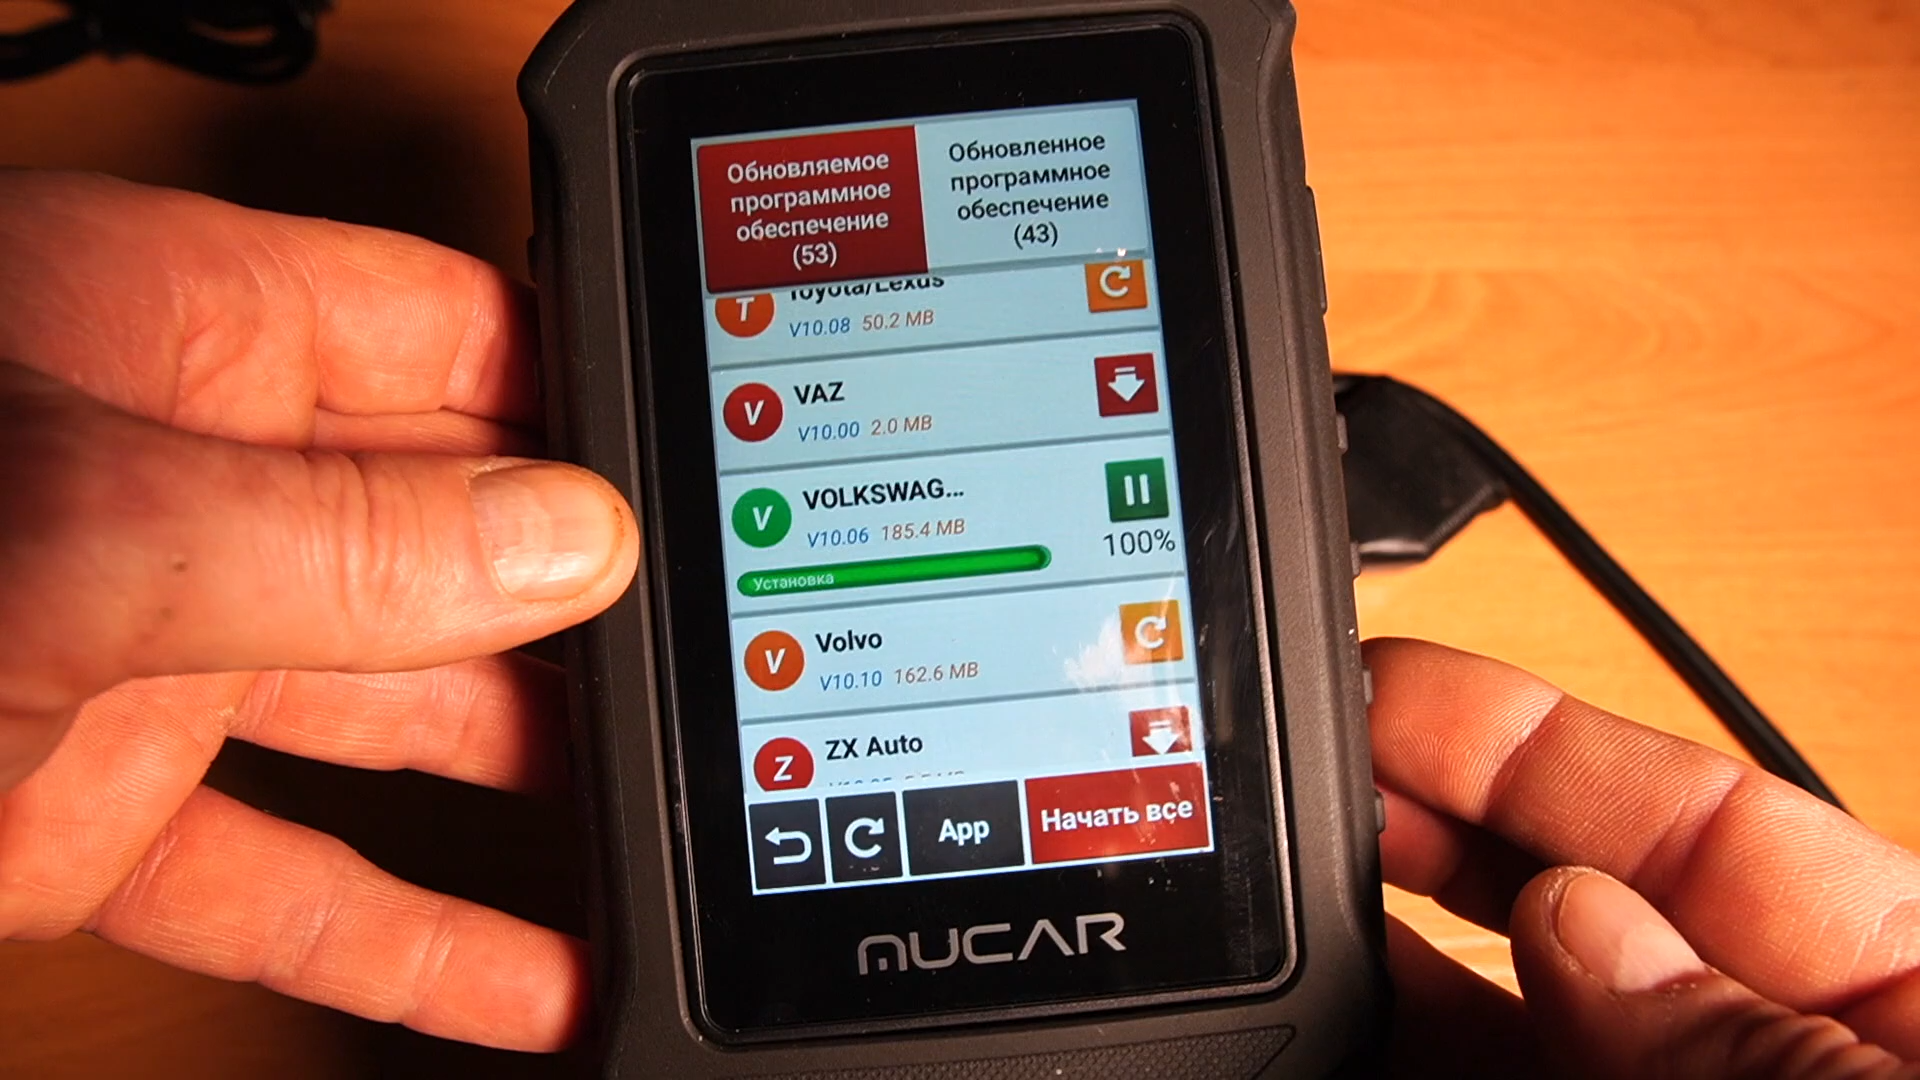 Обновляемое
программное
обеспечение
(53)
Обновленное
программное
обеспечение
(43)
T
Toyota/Lexus
V10.08 50.2 MB
V
VAZ
V10.00 2.0 MB
V
VOLKSWAG...
V10.06 185.4 MB
100%
Установка
V
Volvo
V10.10 162.6 MB
Z
ZX Auto
App
Начать все
MUCAR